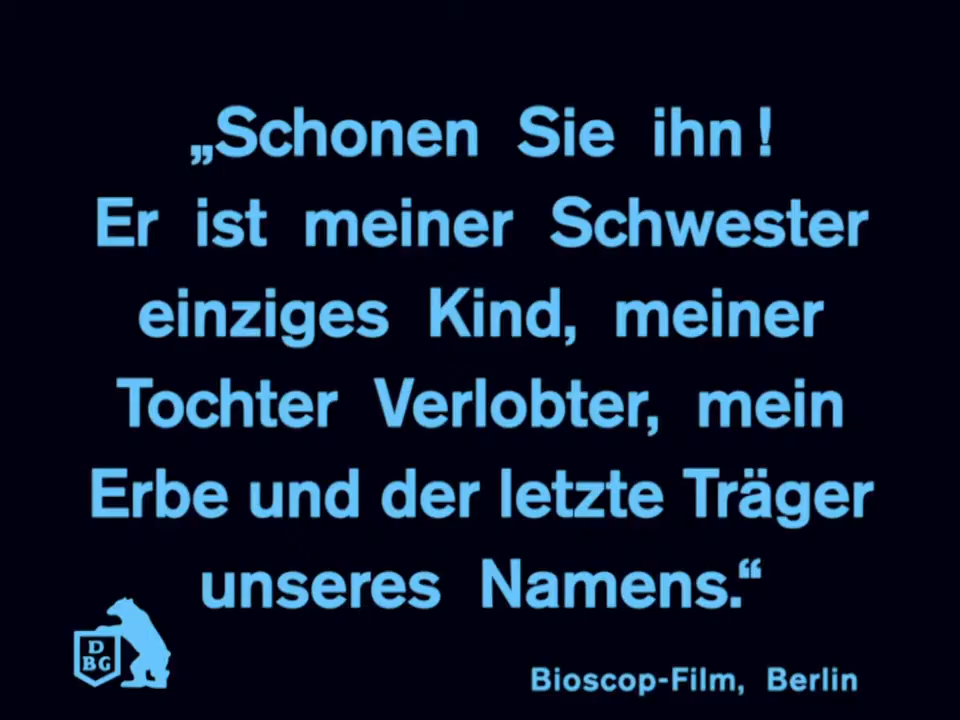 „Schonen Sie ihn!
Er ist meiner Schwester
einziges Kind, meiner
Tochter Verlobter, mein
Erbe und der letzte Träger
unseres Namens.“
D
BG
Bioscop-Film, Berlin